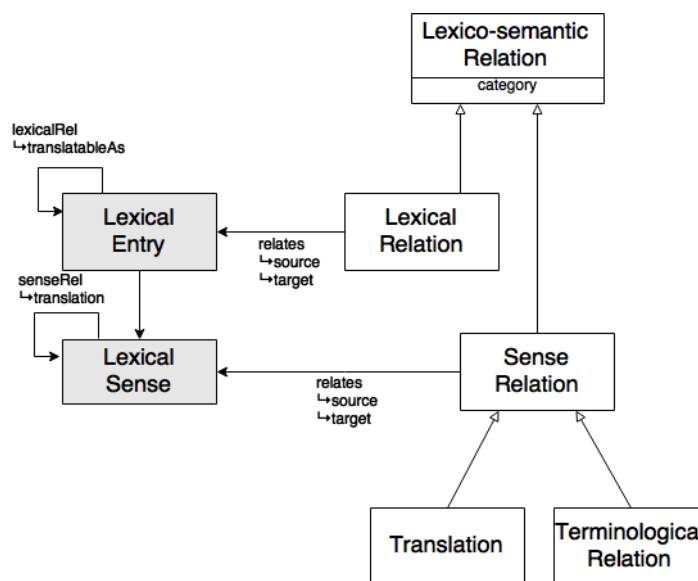 Lexico-semantic
Relation
category
lexicalRel
↳translatableAs
Lexical
Entry
Lexical
Relation
relates
↳source
↳target
senseRel
↳translation
Lexical
Sense
Sense
Relation
relates
↳source
↳target
Translation
Terminological
Relation